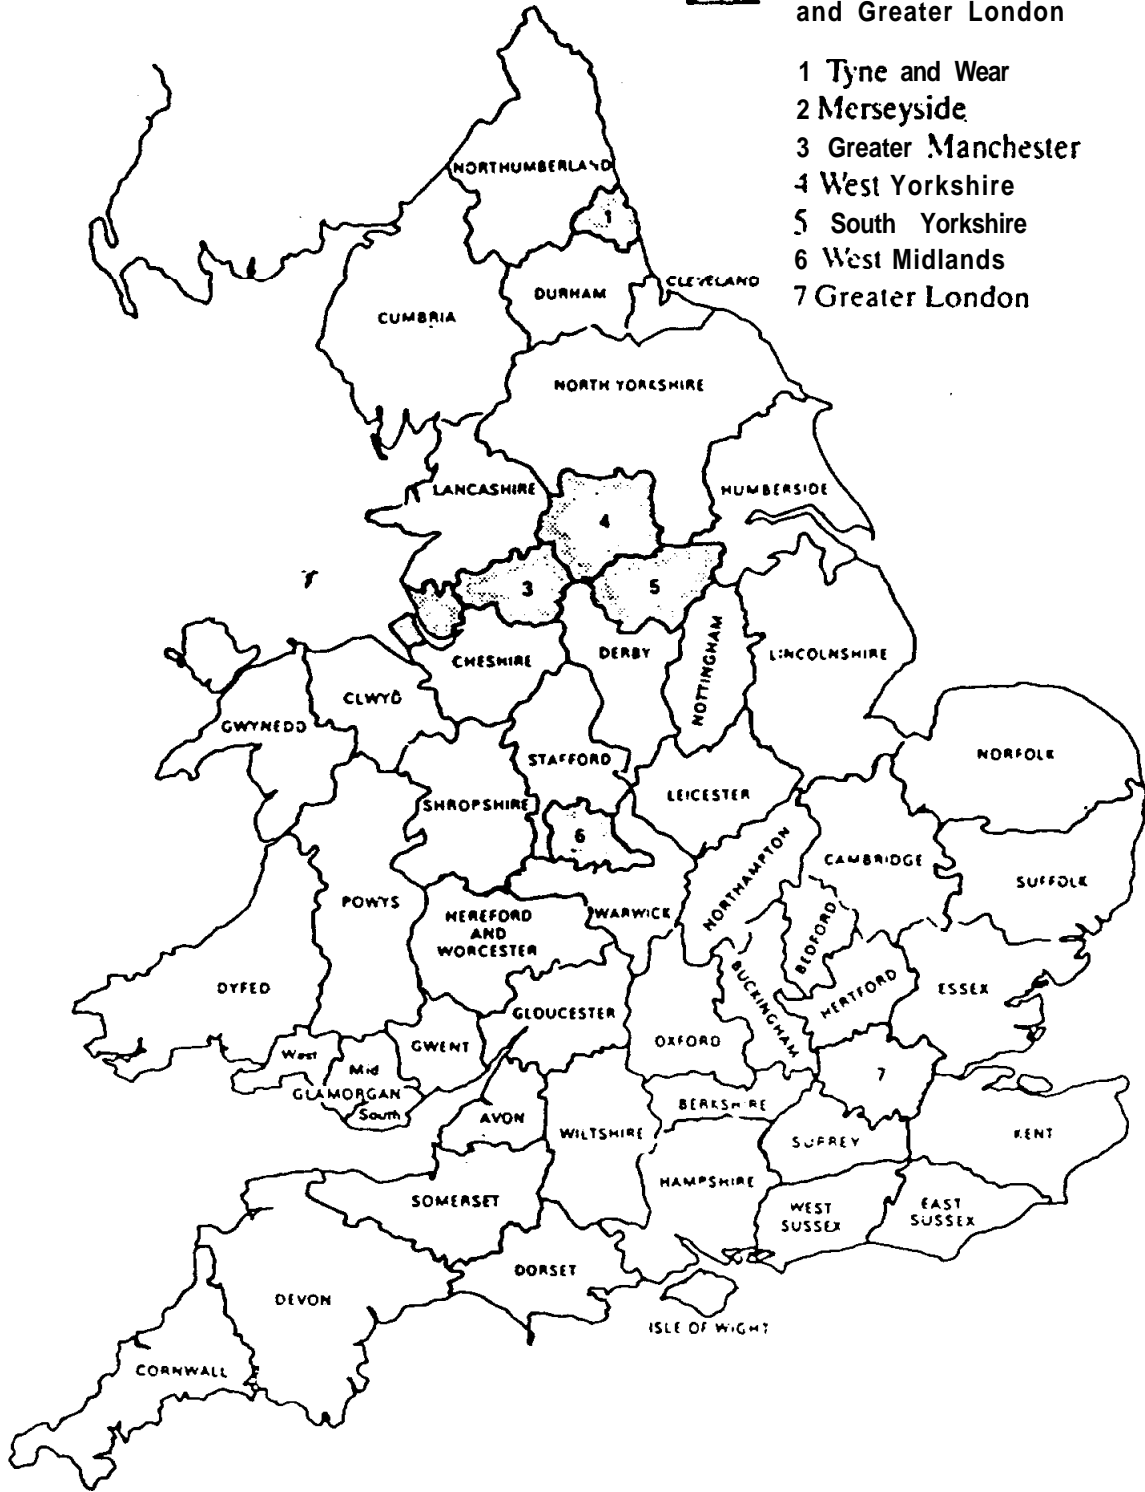 and Greater London
1 Tyne and Wear
2 Merseyside
3 Greater Manchester
4 West Yorkshire
5 South Yorkshire
6 West Midlands
7 Greater London
NORTHUMBERLAND
1
CLEVELAND
DURHAM
CUMBRIA
NORTH YORKSHIRE
LANCASHIRE
HUMBERSIDE
4
3
5
CHESHIRE
DERBY
NOTTINGHAM
LINCOLNSHIRE
CLWYD
GWYNEDD
STAFFORD
NORFOLK
LEICESTER
SHROPSHIRE
6
NORTHAMPTON
CAMBRIDGE
SUFFOLK
POWYS
HEREFORD
AND
WORCESTER
WARWICK
BEDFORD
DYFED
BUCKINGHAM
HERTFORD
ESSEX
GLOUCESTER
GWENT
OXFORD
West
Mid
GLAMORGAN
South
7
AVON
BERKSHIRE
WILTSHIRE
SURREY
KENT
HAMPSHIRE
SOMERSET
WEST
SUSSEX
EAST
SUSSEX
DORSET
DEVON
ISLE OF WIGHT
CORNWALL